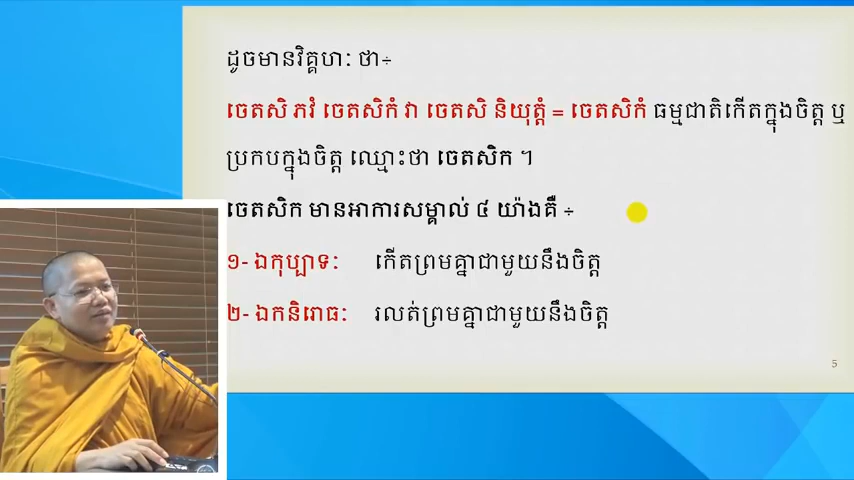 ដូចមានវិគ្គហៈ ថា÷
ចេតសិ ភវំ ចេតសិកំ វា ចេតសិ និយុត្តំ = ចេតសិកំ ធម្មជាតិកើតក្នុងចិត្ត ឬ
ប្រកបក្នុងចិត្ត ឈ្មោះថា ចេតសិក ។
ចេតសិក មានអាការសម្គាល់ ៤ យ៉ាងគឺ ÷
១- ឯកុប្បាទៈ កើតព្រមគ្នាជាមួយនឹងចិត្ត
២- ឯកនិរោធៈ រលត់ព្រមគ្នាជាមួយនឹងចិត្ត
5